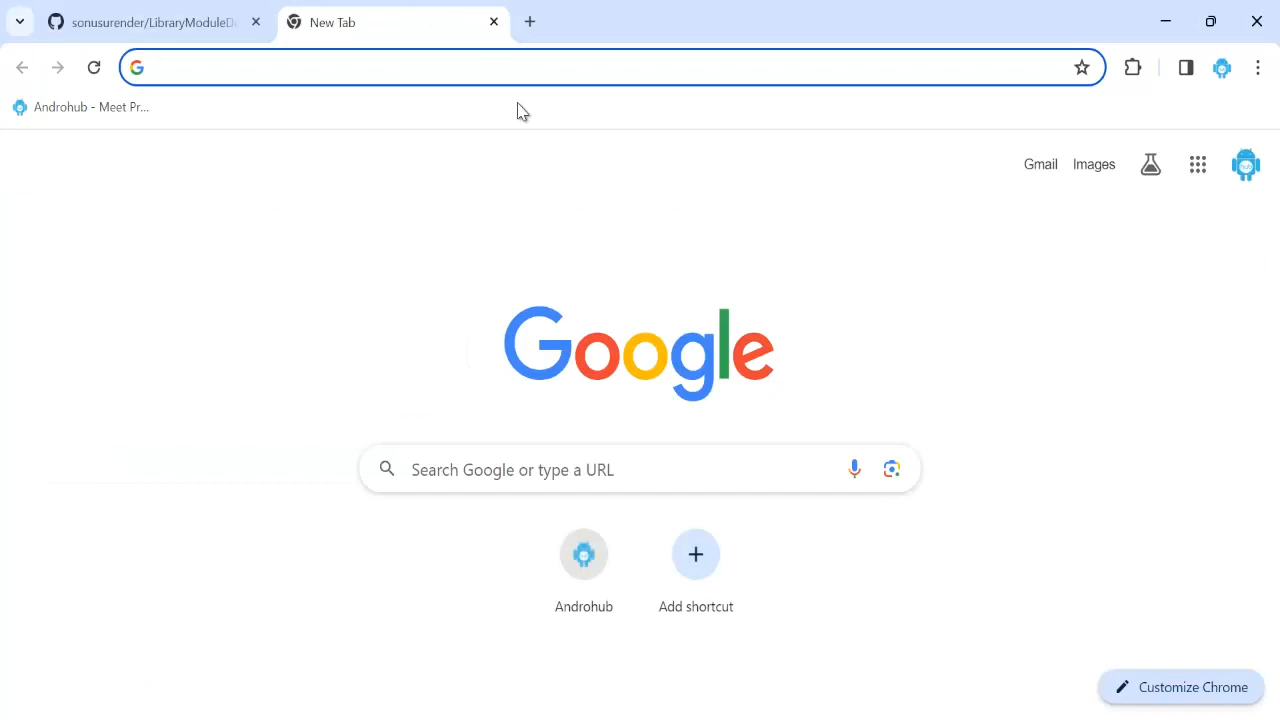 sonusurender/LibraryModuleD
New Tab
Androhub - Meet Pr...
Gmail
Images
Google
Search Google or type a URL
Androhub
Add shortcut
Customize Chrome